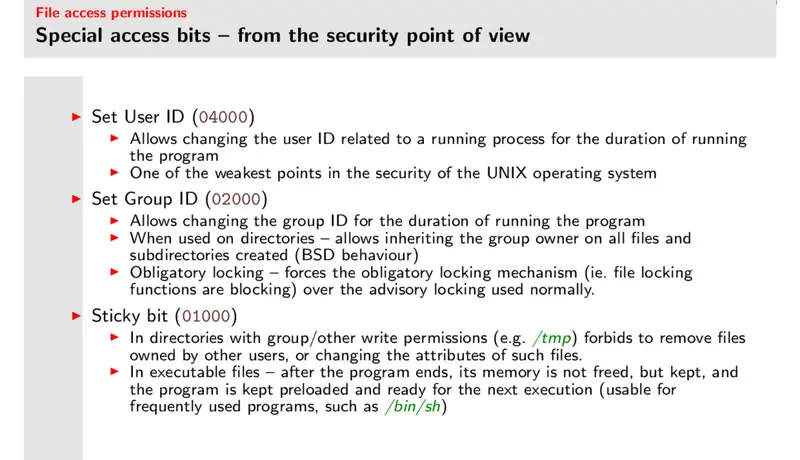 File access permissions
Special access bits – from the security point of view
Set User ID (04000)
Allows changing the user ID related to a running process for the duration of running
the program
One of the weakest points in the security of the UNIX operating system
Set Group ID (02000)
Allows changing the group ID for the duration of running the program
When used on directories – allows inheriting the group owner on all files and
subdirectories created (BSD behaviour)
Obligatory locking – forces the obligatory locking mechanism (ie. file locking
functions are blocking) over the advisory locking used normally.
Sticky bit (01000)
In directories with group/other write permissions (e.g. /tmp) forbids to remove files
owned by other users, or changing the attributes of such files.
In executable files – after the program ends, its memory is not freed, but kept, and
the program is kept preloaded and ready for the next execution (usable for
frequently used programs, such as /bin/sh)